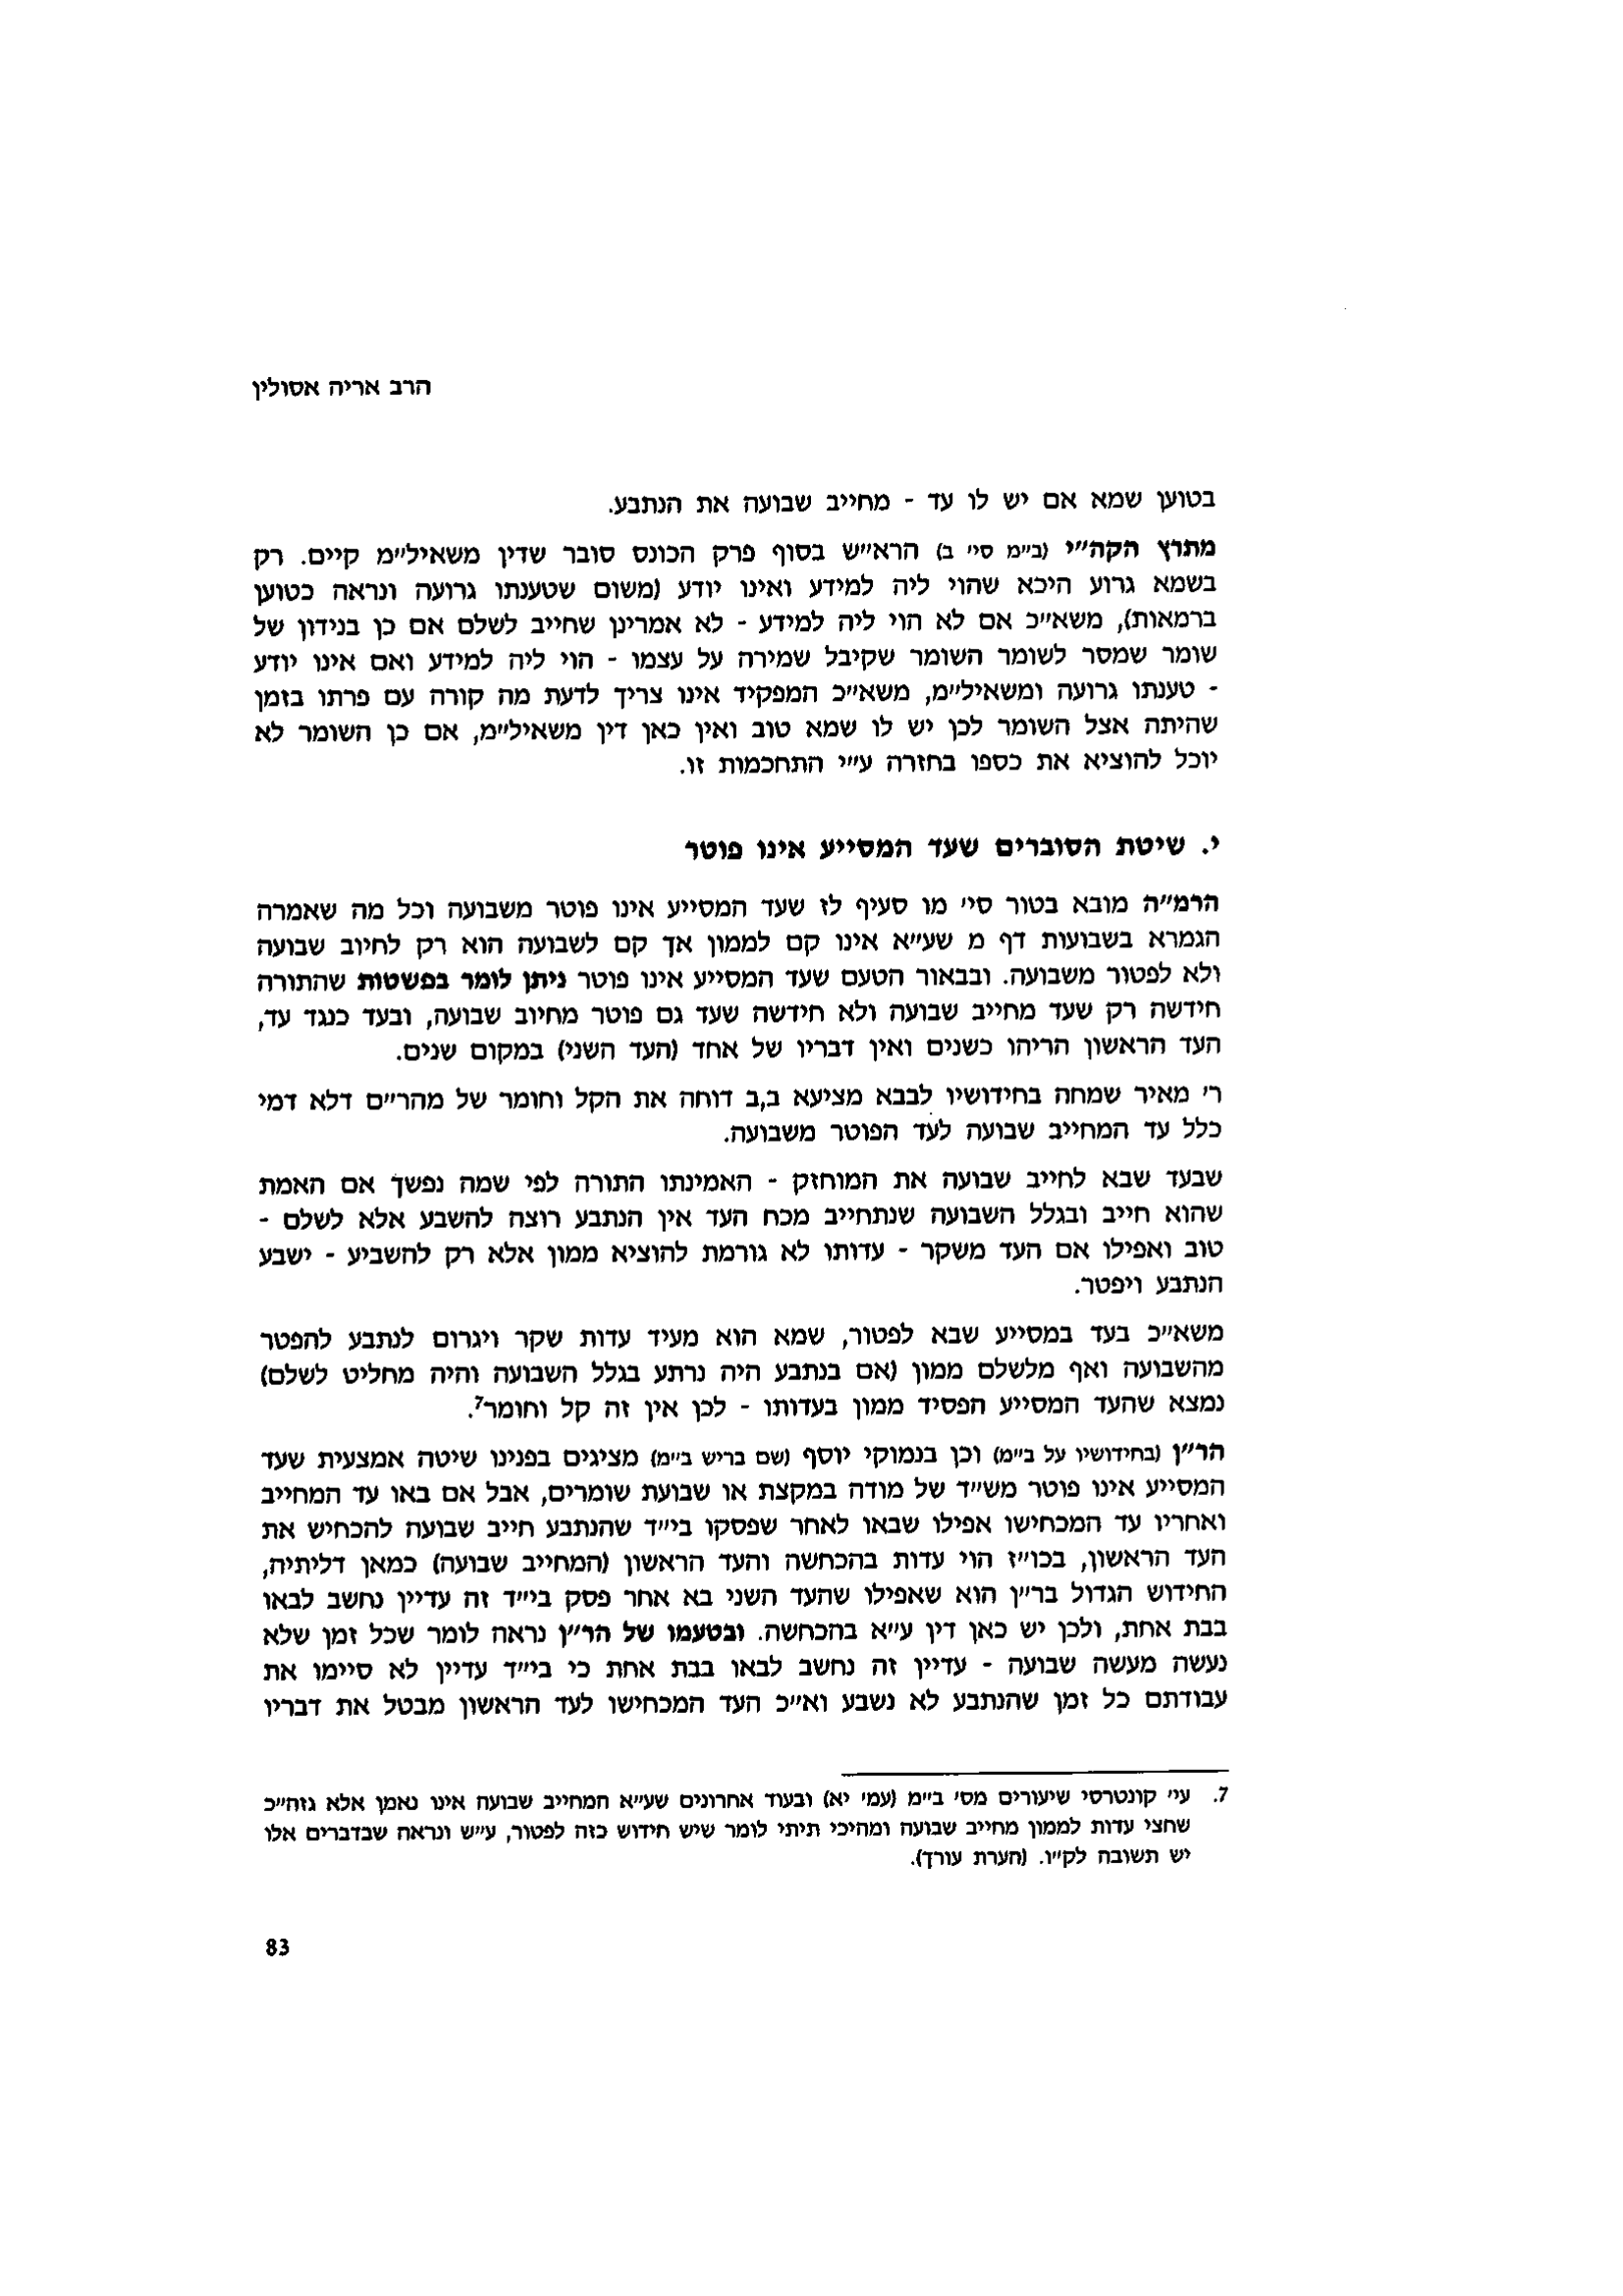 הרב אריה אסולין
בטוען שמא אם יש לו עד - מחייב שבועה את הנתבע.
מתרץ הקה״י (ב״מ סי׳ ב) הרא״ש בסוף פרק הכונס סובר שדין משאיל״מ קיים. רק
בשמא גרוע היכא שהוי ליה למידע ואינו יודע (משום שטענתו גרועה ונראה כטוען
ברמאות), משא״כ אם לא הוי ליה למידע - לא אמרינן שחייב לשלם אם כן בנידון של
שומר שמסר לשומר השומר שקיבל שמירה על עצמו - הוי ליה למידע ואם אינו יודע
- טענתו גרועה ומשאיל״מ, משא״כ המפקיד אינו צריך לדעת מה קורה עם פרתו בזמן
שהיתה אצל השומר לכן יש לו שמא טוב ואין כאן דין משאיל״מ, אם כן השומר לא
יוכל להוציא את כספו בחזרה ע״י התחכמות זו.
י. שיטת הסוברים שעד המסייע אינו פוטר
הרמ״ה מובא בטור סי׳ מו סעיף לז שעד המסייע אינו פוטר משבועה וכל מה שאמרה
הגמרא בשבועות דף מ שע״א אינו קם לממון אך קם לשבועה הוא רק לחיוב שבועה
ולא לפטור משבועה. ובבאור הטעם שעד המסייע אינו פוטר ניתן לומר בפשטות שהתורה
חידשה רק שעד מחייב שבועה ולא חידשה שעד גם פוטר מחיוב שבועה, ובעד כנגד עד,
העד הראשון הריהו כשנים ואין דבריו של אחד (העד השני) במקום שנים.
ר׳ מאיר שמחה בחידושיו לבבא מציעא ב,ב דוחה את הקל וחומר של מהר״ם דלא דמי
כלל עד המחייב שבועה לעד הפוטר משבועה.
שבעד שבא לחייב שבועה את המוחזק - האמינתו התורה לפי שמה נפשך אם האמת
שהוא חייב ובגלל השבועה שנתחייב מכח העד אין הנתבע רוצה להשבע אלא לשלם -
טוב ואפילו אם העד משקר - עדותו לא גורמת להוציא ממון אלא רק להשביע - ישבע
הנתבע ויפטר.
משא״כ בעד במסייע שבא לפטור, שמא הוא מעיד עדות שקר ויגרום לנתבע להפטר
מהשבועה ואף מלשלם ממון (אם בנתבע היה נרתע בגלל השבועה והיה מחליט לשלם)
נמצא שהעד המסייע הפסיד ממון בעדותו - לכן אין זה קל וחומר7.
הר״ן (בחידושיו על ב״מ) וכן בנמוקי יוסף (שם בריש ב״מ) מציגים בפנינו שיטה אמצעית שעד
המסייע אינו פוטר מש״ד של מודה במקצת או שבועת שומרים, אבל אם באו עד המחייב
ואחריו עד המכחישו אפילו שבאו לאחר שפסקו בי״ד שהנתבע חייב שבועה להכחיש את
העד הראשון, בכו״ז הוי עדות בהכחשה והעד הראשון (המחייב שבועה) כמאן דליתיה,
החידוש הגדול בר״ן הוא שאפילו שהעד השני בא אחר פסק בי״ד זה עדיין נחשב לבאו
בבת אחת, ולכן יש כאן דין ע״א בהכחשה. ובטעמו של הר״ן נראה לומר שכל זמן שלא
נעשה מעשה שבועה - עדיין זה נחשב לבאו בבת אחת כי בי״ד עדיין לא סיימו את
עבודתם כל זמן שהנתבע לא נשבע וא״כ העד המכחישו לעד הראשון מבטל את דבריו
7. עי׳ קונטרסי שיעורים מס׳ ב״מ (עמ׳ יא) ובעוד אחרונים שע״א המחייב שבועה אינו נאמן אלא גזה״כ
שחצי עדות לממון מחייב שבועה ומהיכי תיתי לומר שיש חידוש כזה לפטור, ע״ש ונראה שבדברים אלו
יש תשובה לק״ו. (הערת עורך).
83